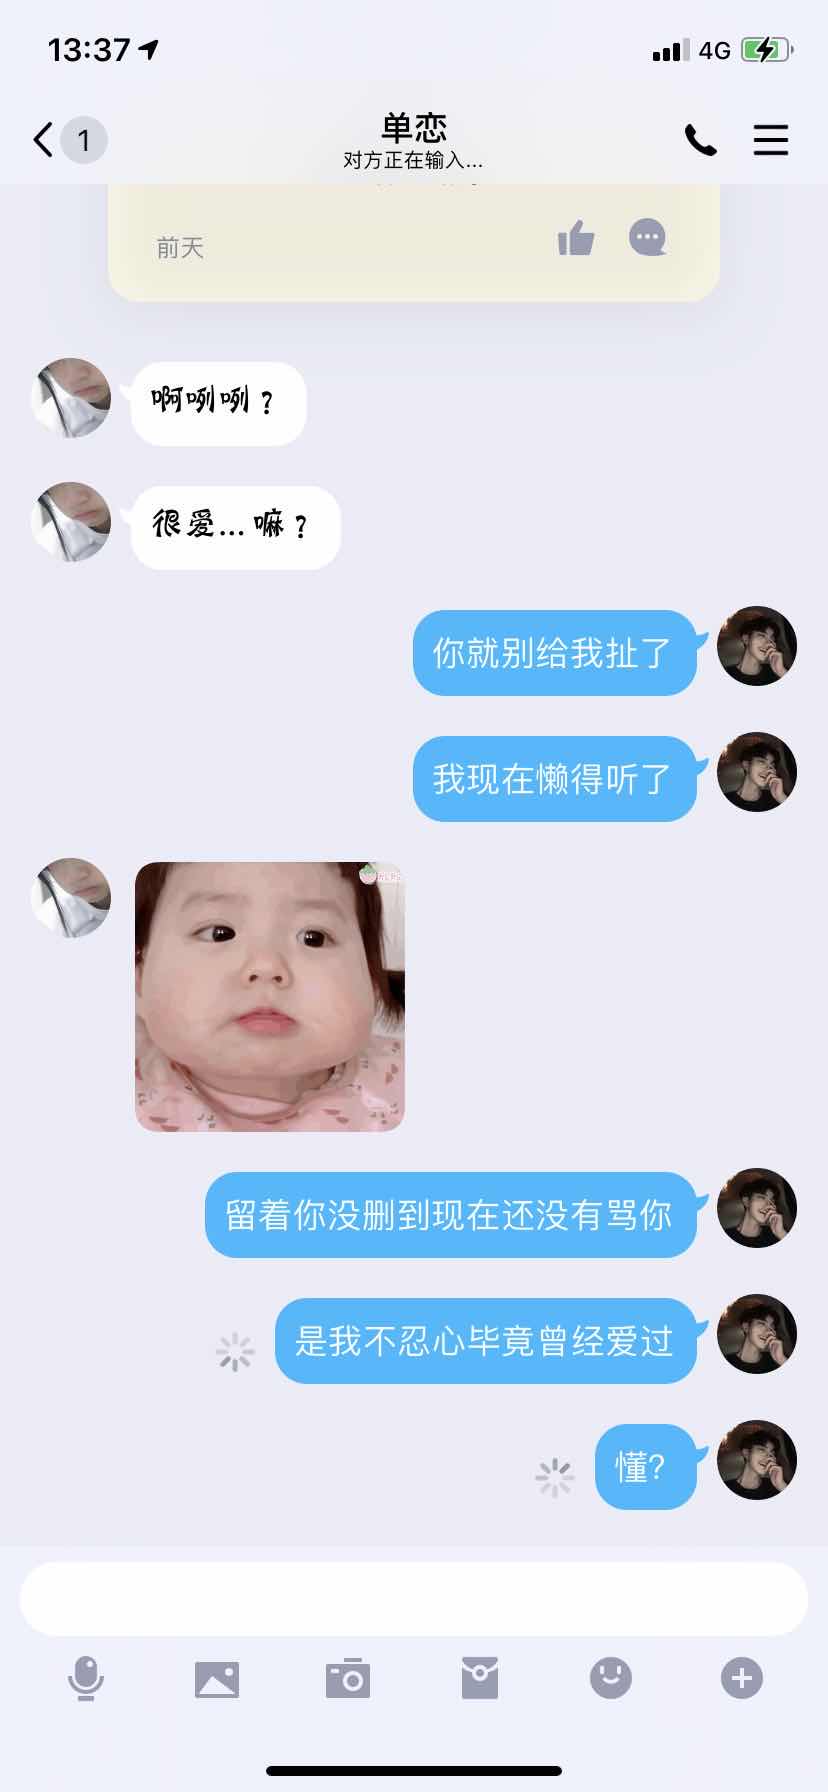 13:37
4G
1
单恋
对方正在输入...
前天
啊咧咧?
很爱...嘛?
你就别给我扯了
我现在懒得听了
留着你没删到现在还没有骂你
是我不忍心毕竟曾经爱过
懂?